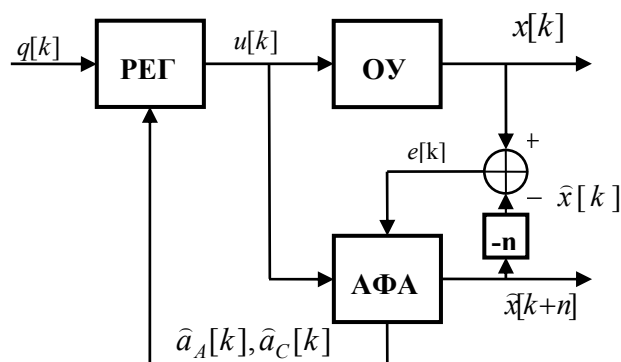 q[k]
РЕГ
u[k]
ОУ
x[k]
+
e[k]
− x̂[k]
-n
АФА
x̂[k+n]
â_A[k], â_C[k]